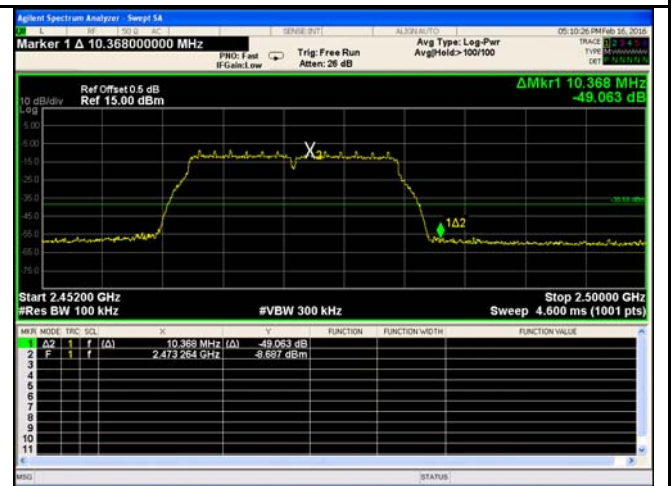 Agilent Spectrum Analyzer - Swept SA
L RF 50 Ω AC SENSE:INT ALIGN AUTO 05:10:26 PM Feb 16, 2016
Marker 1 Δ 10.368000000 MHz
PNO: Fast
IFGain:Low
Trig: Free Run
Atten: 26 dB
Avg Type: Log-Pwr
Avg|Hold:>100/100
TRACE 1 2 3 4 5 6
TYPE
DET P N N N N N
ΔMkr1 10.368 MHz
-49.063 dB
Ref Offset 0.5 dB
10 dB/div Ref 15.00 dBm
Log
5.00
-5.00
-15.0
-25.0
-35.0
-45.0
-55.0
-65.0
-75.0
X2
1Δ2
Start 2.45200 GHz
Stop 2.50000 GHz
#Res BW 100 kHz
#VBW 300 kHz
Sweep 4.600 ms (1001 pts)
MKR MODE TRC SCL X Y FUNCTION FUNCTION WIDTH FUNCTION VALUE
1 Δ2 1 f (Δ) 10.368 MHz (Δ) -49.063 dB
2 F 1 f 2.473 264 GHz -8.687 dBm
3
4
5
6
7
8
9
10
11
MSG STATUS